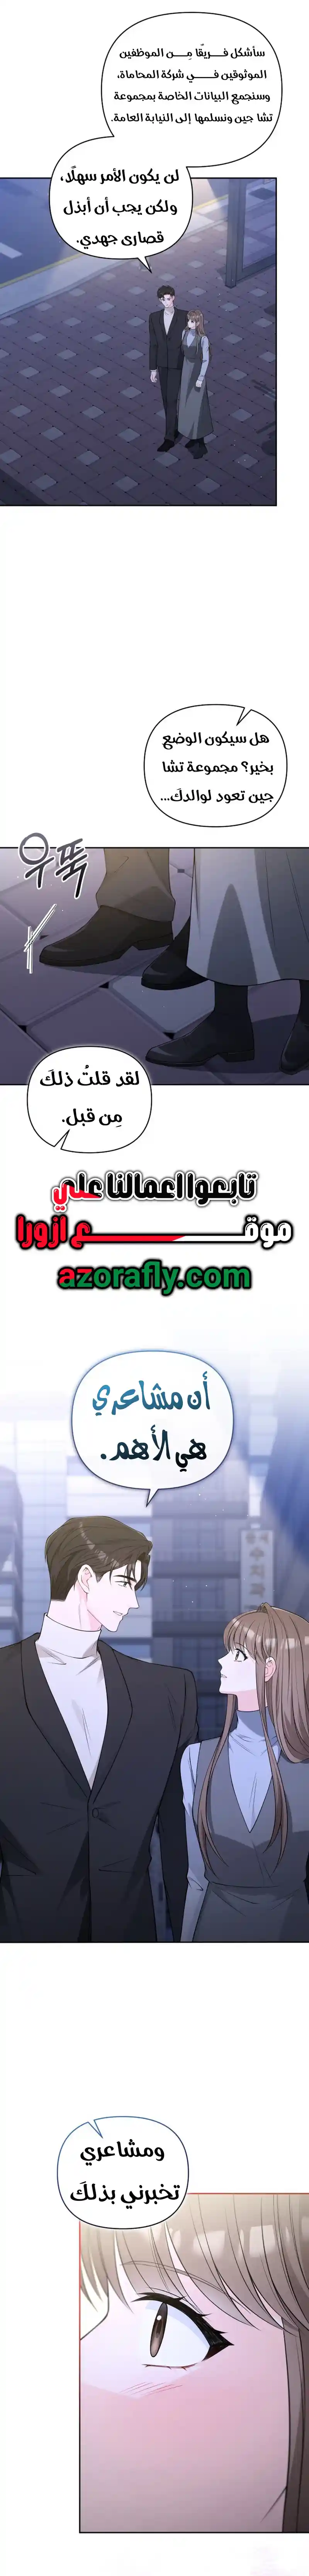 سأشكل فريقًا مِن الموظفين
الموثوقين في شركة المحاماة،
وسنجمع البيانات الخاصة بمجموعة
تشا جين ونسلمها إلى النيابة العامة.
لن يكون الأمر سهلًا،
ولكن يجب أن أبذل
قصارى جهدي.
هل سيكون الوضع
بخير؟ مجموعة تشا
جين تعود لوالدكَ...
우뚝
لقد قلتُ ذلكَ
مِن قبل.
تابعوا اعمالنا علي
موقع ازورا
azorafly.com
أن مشاعري
هي الأهم.
ومشاعري
تخبرني بذلكَ